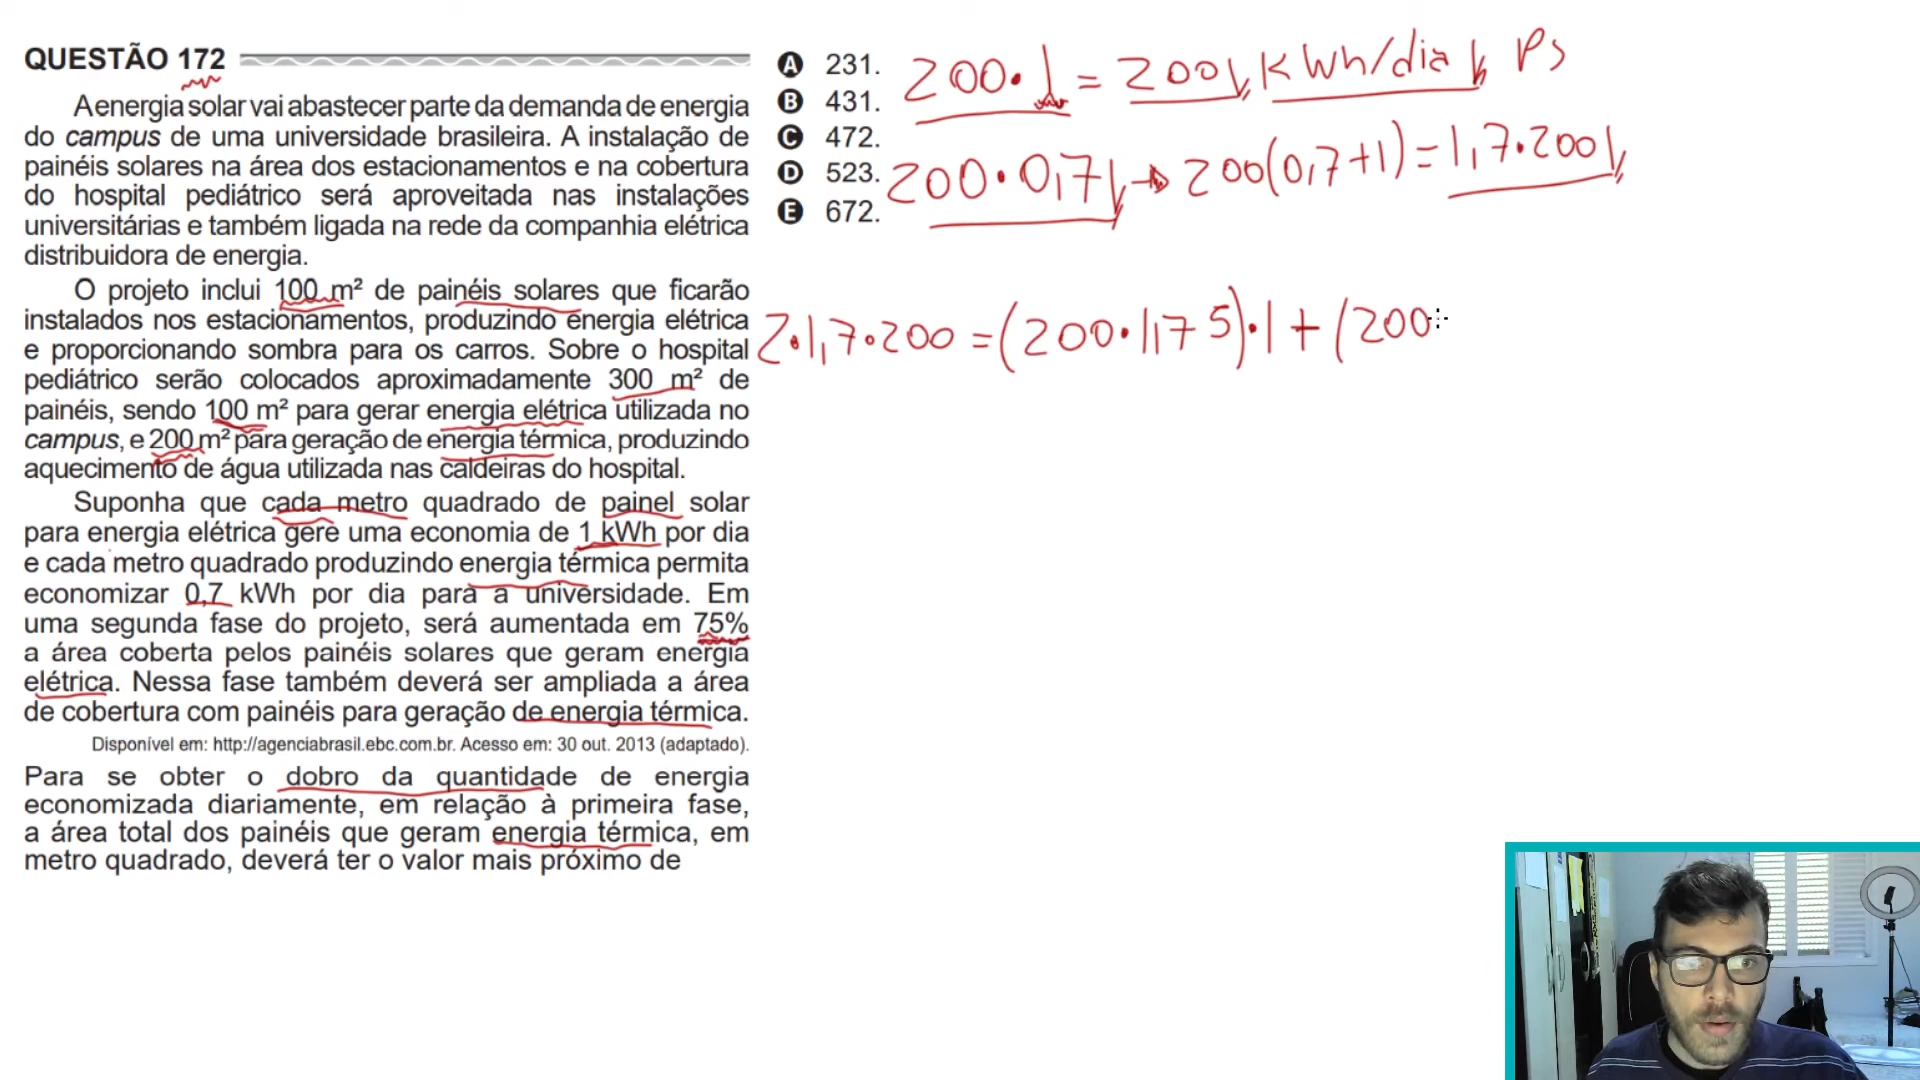 QUESTÃO 172
A energia solar vai abastecer parte da demanda de energia
do campus de uma universidade brasileira. A instalação de
painéis solares na área dos estacionamentos e na cobertura
do hospital pediátrico será aproveitada nas instalações
universitárias e também ligada na rede da companhia elétrica
distribuidora de energia.
O projeto inclui 100 m² de painéis solares que ficarão
instalados nos estacionamentos, produzindo energia elétrica
e proporcionando sombra para os carros. Sobre o hospital
pediátrico serão colocados aproximadamente 300 m² de
painéis, sendo 100 m² para gerar energia elétrica utilizada no
campus, e 200 m² para geração de energia térmica, produzindo
aquecimento de água utilizada nas caldeiras do hospital.
Suponha que cada metro quadrado de painel solar
para energia elétrica gere uma economia de 1 kWh por dia
e cada metro quadrado produzindo energia térmica permita
economizar 0,7 kWh por dia para a universidade. Em
uma segunda fase do projeto, será aumentada em 75%
a área coberta pelos painéis solares que geram energia
elétrica. Nessa fase também deverá ser ampliada a área
de cobertura com painéis para geração de energia térmica.
Disponível em: http://agenciabrasil.ebc.com.br. Acesso em: 30 out. 2013 (adaptado).
Para se obter o dobro da quantidade de energia
economizada diariamente, em relação à primeira fase,
a área total dos painéis que geram energia térmica, em
metro quadrado, deverá ter o valor mais próximo de
A 231.
B 431.
C 472.
D 523.
E 672.
200·1 = 200 KWh/dia Ps
200·0,7 → 200(0,7+1) = 1,7·200
2·1,7·200 = (200·1,75)·1 + (200